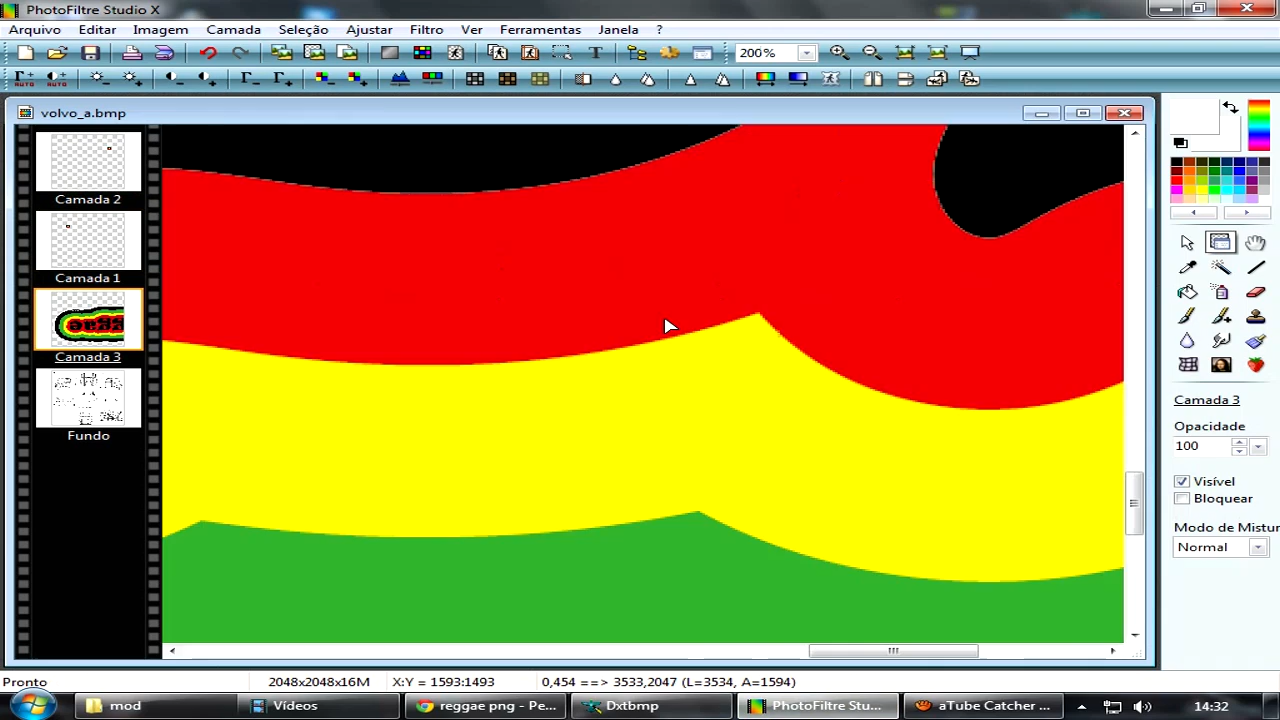 PhotoFiltre Studio X
Arquivo Editar Imagem Camada Seleção Ajustar Filtro Ver Ferramentas Janela ?
200%
AUTO AUTO
volvo_a.bmp
Camada 2
Camada 1
Camada 3
Fundo
Camada 3
Opacidade
100
Visível
Bloquear
Modo de Mistur
Normal
Pronto 2048x2048x16M X:Y = 1593:1493 0,454 ==> 3533,2047 (L=3534, A=1594)
mod Vídeos reggae png - Pe... Dxtbmp PhotoFiltre Stu... aTube Catcher ... 14:32